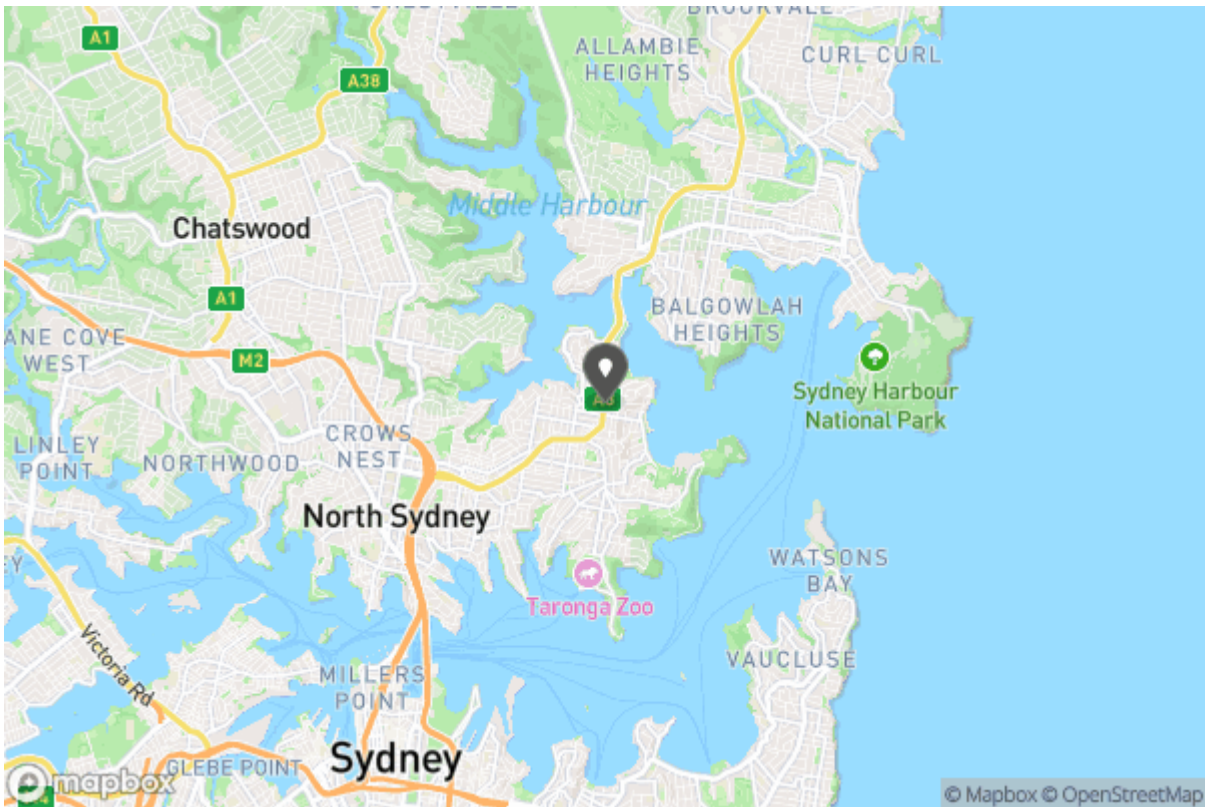 BROOKVALE
A1
ALLAMBIE
HEIGHTS
CURL CURL
A38
Middle Harbour
Chatswood
A1
BALGOWLAH
HEIGHTS
ANE COVE
WEST
M2
Sydney Harbour
National Park
CROWS
NEST
LINLEY
POINT
NORTHWOOD
North Sydney
WATSONS
BAY
Taronga Zoo
Victoria Rd
VAUCLUSE
MILLERS
POINT
Sydney
GLEBE POINT
mapbox
© Mapbox © OpenStreetMap